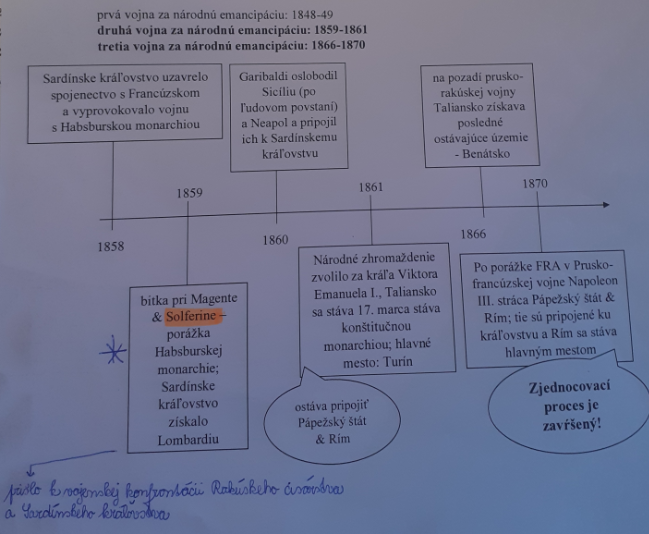 prvá vojna za národnú emancipáciu: 1848-49
druhá vojna za národnú emancipáciu: 1859-1861
tretia vojna za národnú emancipáciu: 1866-1870
Sardínske kráľovstvo uzavrelo
spojenectvo s Francúzskom
a vyprovokovalo vojnu
s Habsburskou monarchiou
Garibaldi oslobodil
Sicíliu (po
ľudovom povstaní)
a Neapol a pripojil
ich k Sardínskemu
kráľovstvu
na pozadí prusko-
rakúskej vojny
Taliansko získava
posledné
ostávajúce územie
- Benátsko
1859
1861
1870
1858
1860
1866
bitka pri Magente
& Solferine –
porážka
Habsburskej
monarchie;
Sardínske
kráľovstvo
získalo
Lombardiu
Národné zhromaždenie
zvolilo za kráľa Viktora
Emanuela I., Taliansko
sa stáva 17. marca stáva
konštitučnou
monarchiou; hlavné
mesto: Turín
Po porážke FRA v Prusko-
francúzskej vojne Napoleon
III. stráca Pápežský štát &
Rím; tie sú pripojené ku
kráľovstvu a Rím sa stáva
hlavným mestom
ostáva pripojiť
Pápežský štát
& Rím
Zjednocovací
proces je
zavŕšený!
prišlo k vojenskej konfrontácii Rakúskeho cisárstva
a Sardínskeho kráľovstva